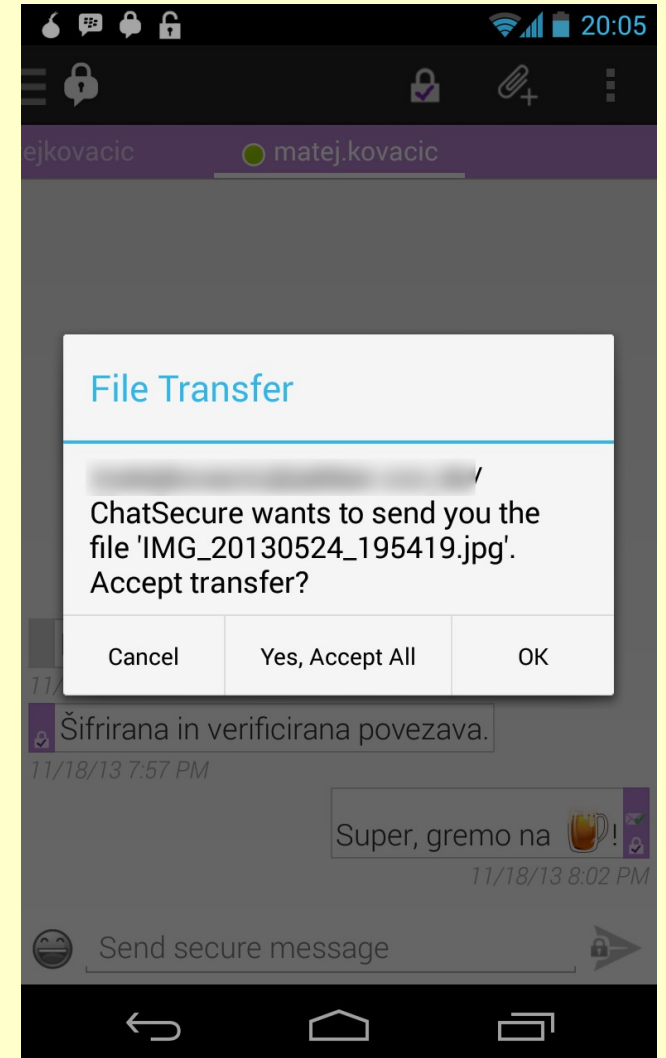 20:05
ejkovacic matej.kovacic
File Transfer
/
ChatSecure wants to send you the
file 'IMG_20130524_195419.jpg'.
Accept transfer?
Cancel Yes, Accept All OK
11/
Šifrirana in verificirana povezava.
11/18/13 7:57 PM
Super, gremo na !
11/18/13 8:02 PM
Send secure message